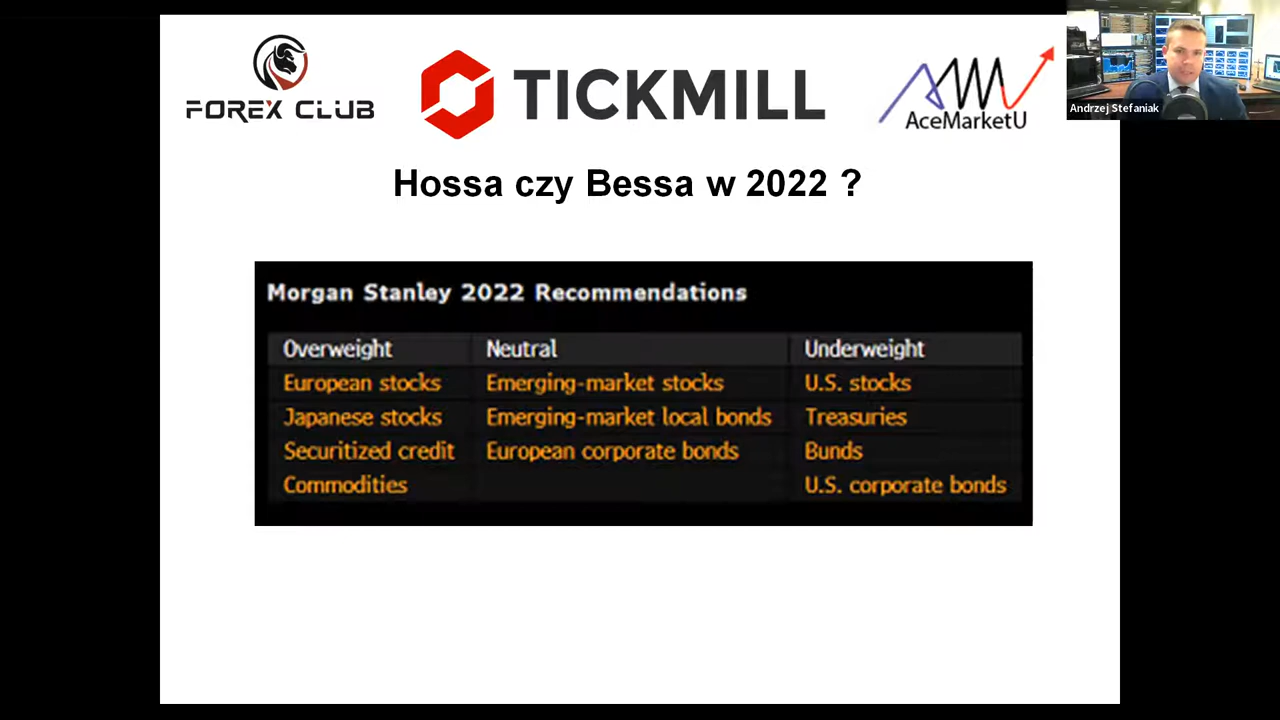 FOREX CLUB
TICKMILL
AceMarketU
Andrzej Stefaniak
Hossa czy Bessa w 2022 ?
Morgan Stanley 2022 Recommendations
Overweight Neutral Underweight
European stocks Emerging-market stocks U.S. stocks
Japanese stocks Emerging-market local bonds Treasuries
Securitized credit European corporate bonds Bunds
Commodities U.S. corporate bonds